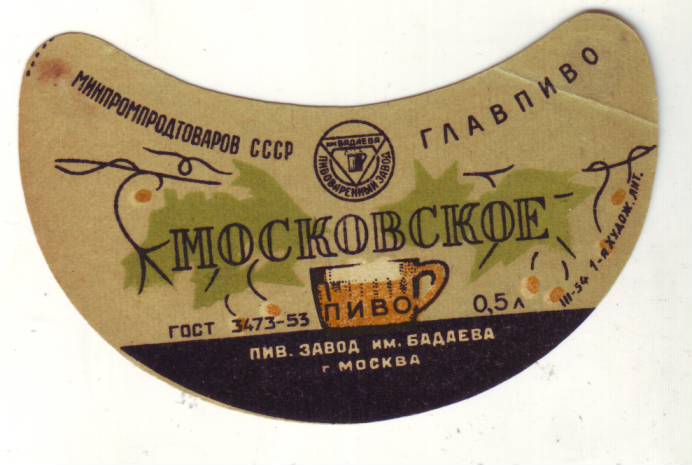 МИНПРОМПРОДТОВАРОВ СССР
ГЛАВПИВО
ИМ БАДАЕВА
ПИВОВАРЕННЫЙ ЗАВОД
МОСКОВСКОЕ
ПИВО
ГОСТ 3473-53
0,5 л
ПИВ. ЗАВОД ИМ. БАДАЕВА
г МОСКВА
III-54 1-я ХУДОЖ. ЛИТ.